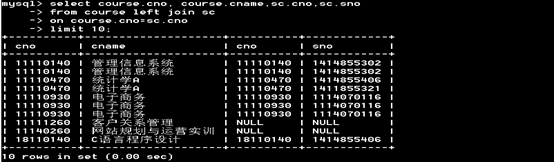 mysql> select course.cno, course.cname,sc.cno,sc.sno
-> from course left join sc
-> on course.cno=sc.cno
-> limit 10;
| cno | cname | cno | sno |
| 11110140 | 管理信息系统 | 11110140 | 1414855302 |
| 11110140 | 管理信息系统 | 11110140 | 1414855302 |
| 11110470 | 统计学A | 11110470 | 1414855406 |
| 11110470 | 统计学A | 11110470 | 1411855321 |
| 11110930 | 电子商务 | 11110930 | 1114070116 |
| 11110930 | 电子商务 | 11110930 | 1114070116 |
| 11110930 | 电子商务 | 11110930 | 1114070116 |
| 11111260 | 客户关系管理 | NULL | NULL |
| 11140260 | 网站规划与运营实训 | NULL | NULL |
| 18110140 | C语言程序设计 | 18110140 | 1414855406 |
10 rows in set (0.00 sec)